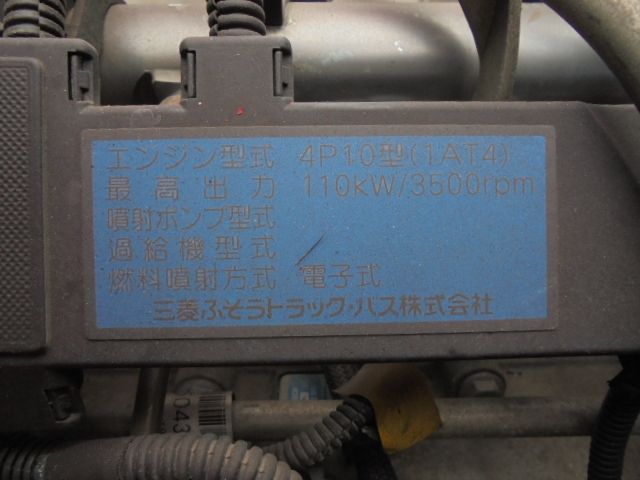 エンジン型式 4P10型(1AT4)
最高出力 110kW/3500rpm
噴射ポンプ型式
過給機型式
燃料噴射方式 電子式
三菱ふそうトラック・バス株式会社
043